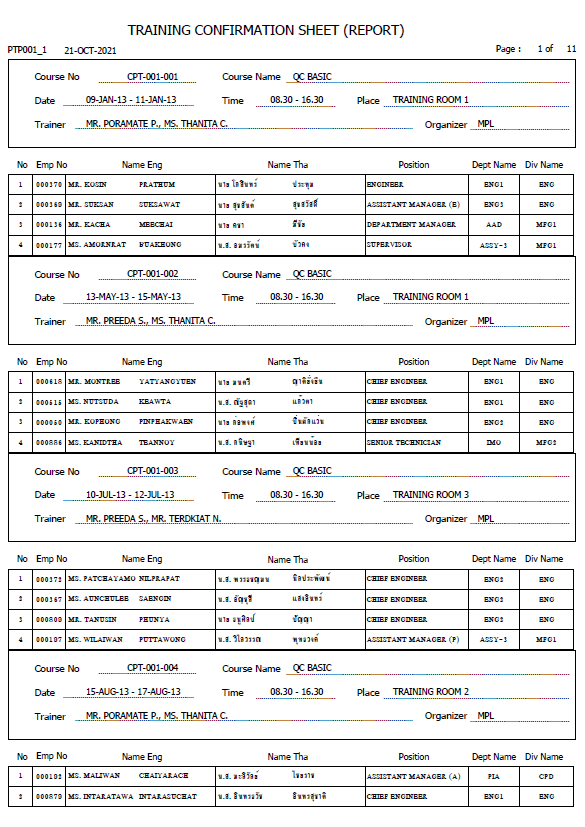 TRAINING CONFIRMATION SHEET (REPORT)
PTP001_1 21-OCT-2021 Page : 1 of 11
Course No CPT-001-001 Course Name QC BASIC
Date 09-JAN-13 - 11-JAN-13 Time 08.30 - 16.30 Place TRAINING ROOM 1
Trainer MR. PORAMATE P., MS. THANITA C. Organizer MPL
No Emp No Name Eng Name Tha Position Dept Name Div Name
1 000370 MR. KOSIN PRATHUM นาย โกสินทร์ ประทุม ENGINEER ENG1 ENG
2 000369 MR. SUKSAN SUKSAWAT นาย สุขสันต์ สุขสวัสดิ์ ASSISTANT MANAGER (E) ENG3 ENG
3 000136 MR. KACHA MEECHAI นาย คชา มีชัย DEPARTMENT MANAGER AAD MFG1
4 000177 MS. AMORNRAT BUAKHONG น.ส. อมรรัตน์ บัวคง SUPERVISOR ASSY-3 MFG1
Course No CPT-001-002 Course Name QC BASIC
Date 13-MAY-13 - 15-MAY-13 Time 08.30 - 16.30 Place TRAINING ROOM 1
Trainer MR. PREEDA S., MS. THANITA C. Organizer MPL
No Emp No Name Eng Name Tha Position Dept Name Div Name
1 000618 MR. MONTREE YATYANGYUEN นาย มนตรี ญาติยั่งยืน CHIEF ENGINEER ENG1 ENG
2 000515 MS. NUTSUDA KEAWTA น.ส. ณัฐสุดา แก้วตา CHIEF ENGINEER ENG1 ENG
3 000050 MR. KOPHONG PINPHAKWAEN นาย ก่อพงศ์ ปิ่นผักแว่น CHIEF ENGINEER ENG2 ENG
4 000886 MS. KANIDTHA THANNOY น.ส. กนิษฐา เทียนน้อย SENIOR TECHNICIAN IMO MFG2
Course No CPT-001-003 Course Name QC BASIC
Date 10-JUL-13 - 12-JUL-13 Time 08.30 - 16.30 Place TRAINING ROOM 3
Trainer MR. PREEDA S., MR. TERDKIAT N. Organizer MPL
No Emp No Name Eng Name Tha Position Dept Name Div Name
1 000372 MS. PATCHAYAMO NILPRAPAT น.ส. นิลประพัฒน์ CHIEF ENGINEER ENG2 ENG
2 000367 MS. AUNCHULEE SAENGIN น.ส. อัญชุลี แสงอินทร์ CHIEF ENGINEER ENG2 ENG
3 000809 MR. TANUSIN PUNYA นาย ธนูศิลป์ ปัญญา CHIEF ENGINEER ENG2 ENG
4 000197 MS. WILAIWAN PUTTAWONG น.ส. วิไลวรรณ พุทธวงค์ ASSISTANT MANAGER (P) ASSY-3 MFG1
Course No CPT-001-004 Course Name QC BASIC
Date 15-AUG-13 - 17-AUG-13 Time 08.30 - 16.30 Place TRAINING ROOM 2
Trainer MR. PORAMATE P., MS. THANITA C. Organizer MPL
No Emp No Name Eng Name Tha Position Dept Name Div Name
1 000192 MS. MALIWAN CHAIYARACH น.ส. มะลิวัลย์ ไชยราช ASSISTANT MANAGER (A) PIA CPD
2 000879 MS. INTARATAWA INTARASUCHAT น.ส. อินทรธวัช อินทรสุชาติ CHIEF ENGINEER ENG1 ENG